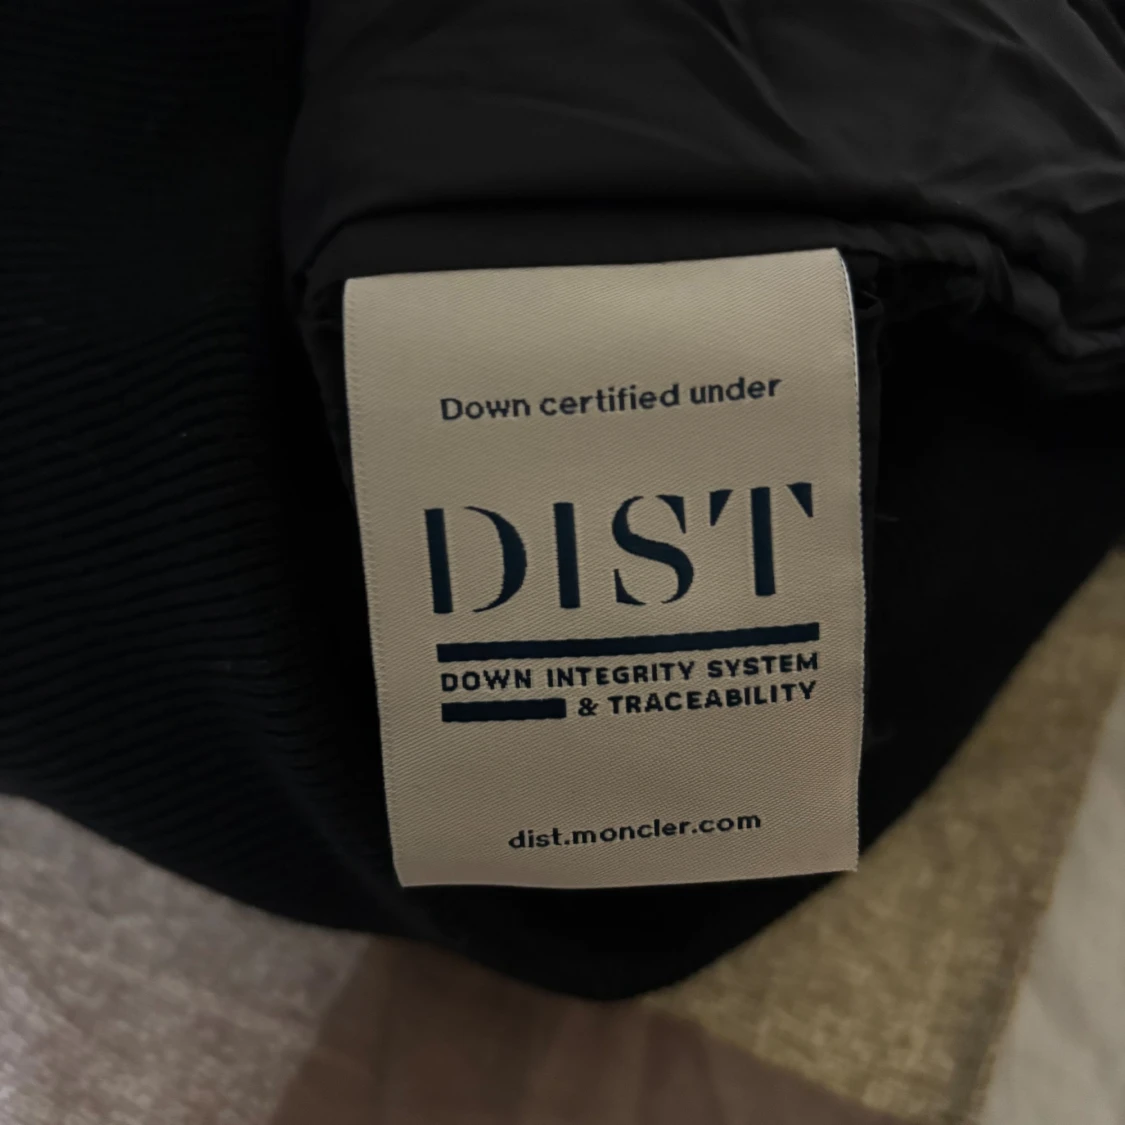 Down certified under
DIST
DOWN INTEGRITY SYSTEM
& TRACEABILITY
dist.moncler.com